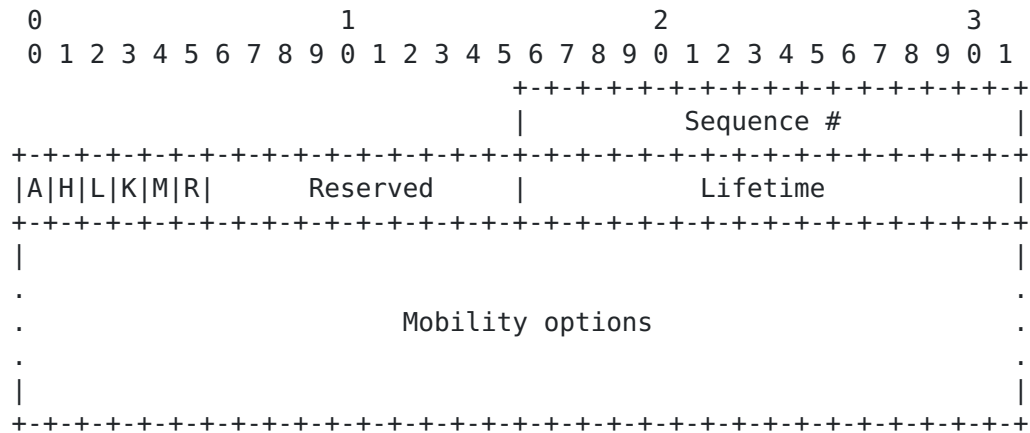 0                   1                   2                   3
 0 1 2 3 4 5 6 7 8 9 0 1 2 3 4 5 6 7 8 9 0 1 2 3 4 5 6 7 8 9 0 1
                                +-+-+-+-+-+-+-+-+-+-+-+-+-+-+-+-+
                                |          Sequence #           |
+-+-+-+-+-+-+-+-+-+-+-+-+-+-+-+-+-+-+-+-+-+-+-+-+-+-+-+-+-+-+-+-+
|A|H|L|K|M|R|      Reserved     |           Lifetime            |
+-+-+-+-+-+-+-+-+-+-+-+-+-+-+-+-+-+-+-+-+-+-+-+-+-+-+-+-+-+-+-+-+
|                                                               |
.                                                               .
.                        Mobility options                       .
.                                                               .
|                                                               |
+-+-+-+-+-+-+-+-+-+-+-+-+-+-+-+-+-+-+-+-+-+-+-+-+-+-+-+-+-+-+-+-+